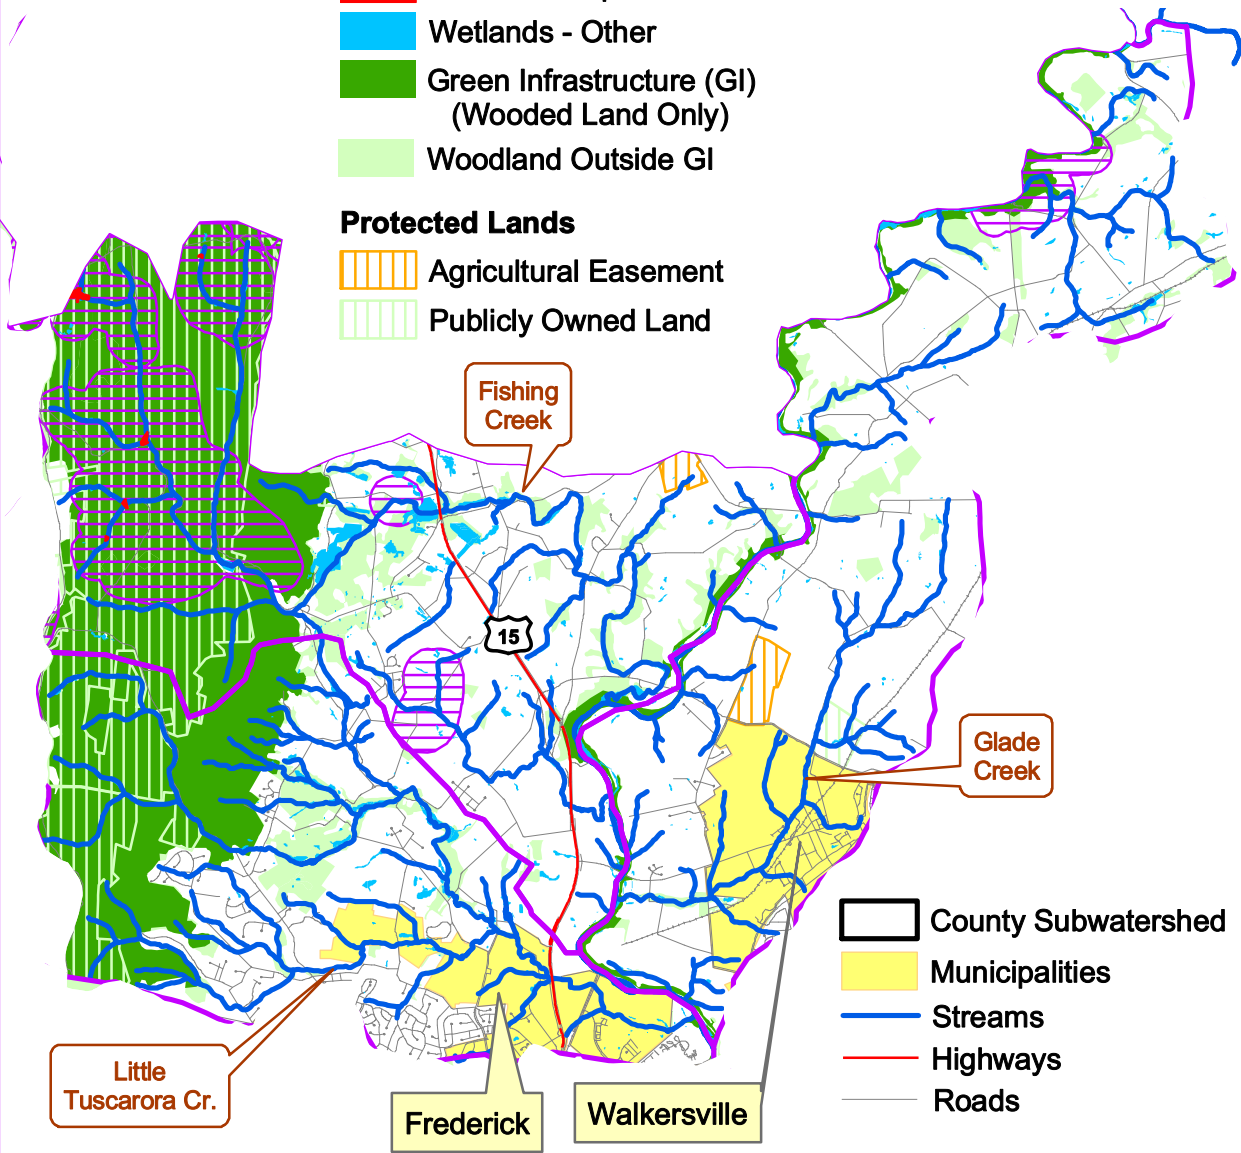 Wetlands - Other
Green Infrastructure (GI)
(Wooded Land Only)
Woodland Outside GI
Protected Lands
Agricultural Easement
Publicly Owned Land
Fishing
Creek
15
Glade
Creek
County Subwatershed
Municipalities
Streams
Highways
Roads
Little
Tuscarora Cr.
Frederick
Walkersville